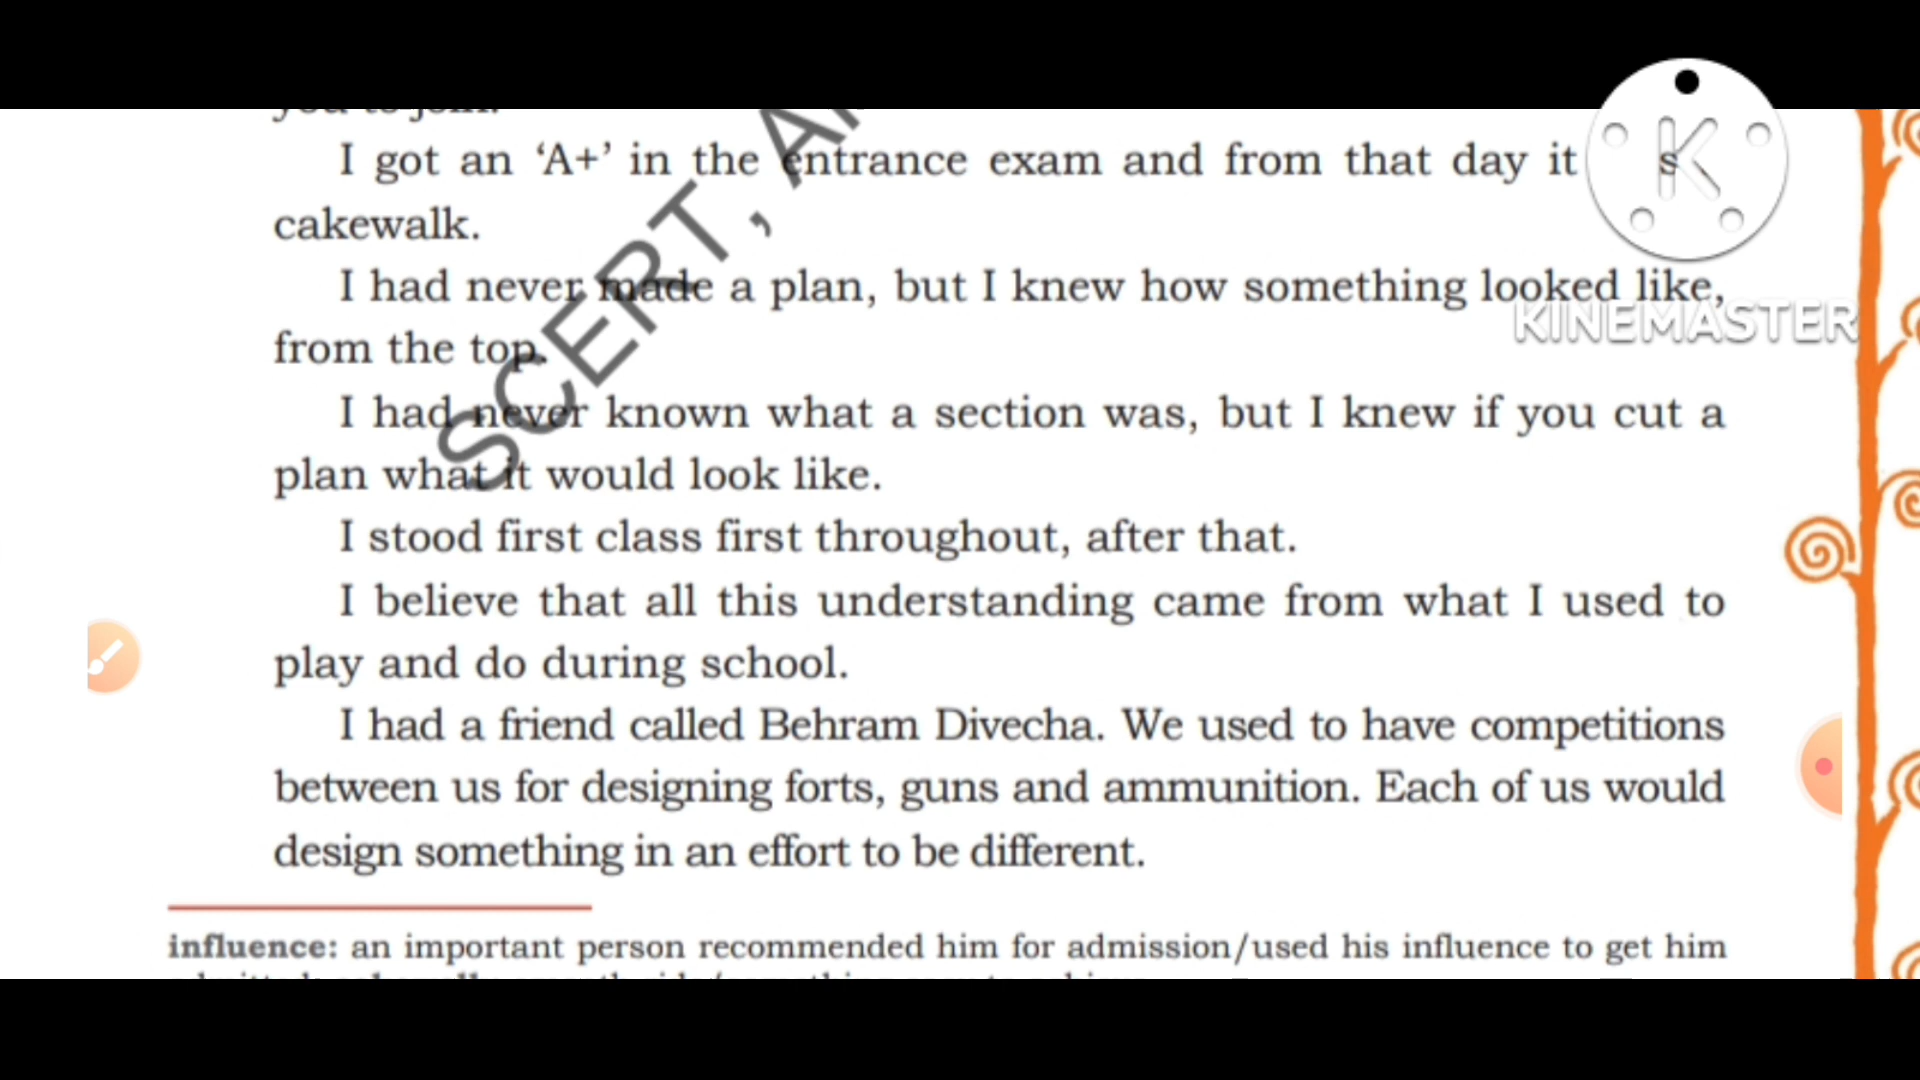 I got an ‘A+’ in the entrance exam and from that day it
cakewalk.
I had never made a plan, but I knew how something looked like,
from the top.
I had never known what a section was, but I knew if you cut a
plan what it would look like.
I stood first class first throughout, after that.
I believe that all this understanding came from what I used to
play and do during school.
I had a friend called Behram Divecha. We used to have competitions
between us for designing forts, guns and ammunition. Each of us would
design something in an effort to be different.
influence: an important person recommended him for admission/used his influence to get him
SCERT,
K
KINEMASTER